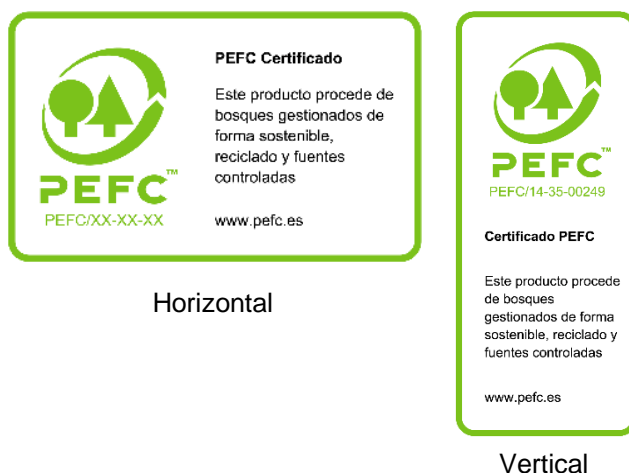 PEFC Certificado
Este producto procede de
bosques gestionados de
forma sostenible,
reciclado y fuentes
controladas
www.pefc.es
PEFC™
PEFC/XX-XX-XX
Horizontal
PEFC™
PEFC/14-35-00249
Certificado PEFC
Este producto procede
de bosques
gestionados de forma
sostenible, reciclado y
fuentes controladas
www.pefc.es
Vertical